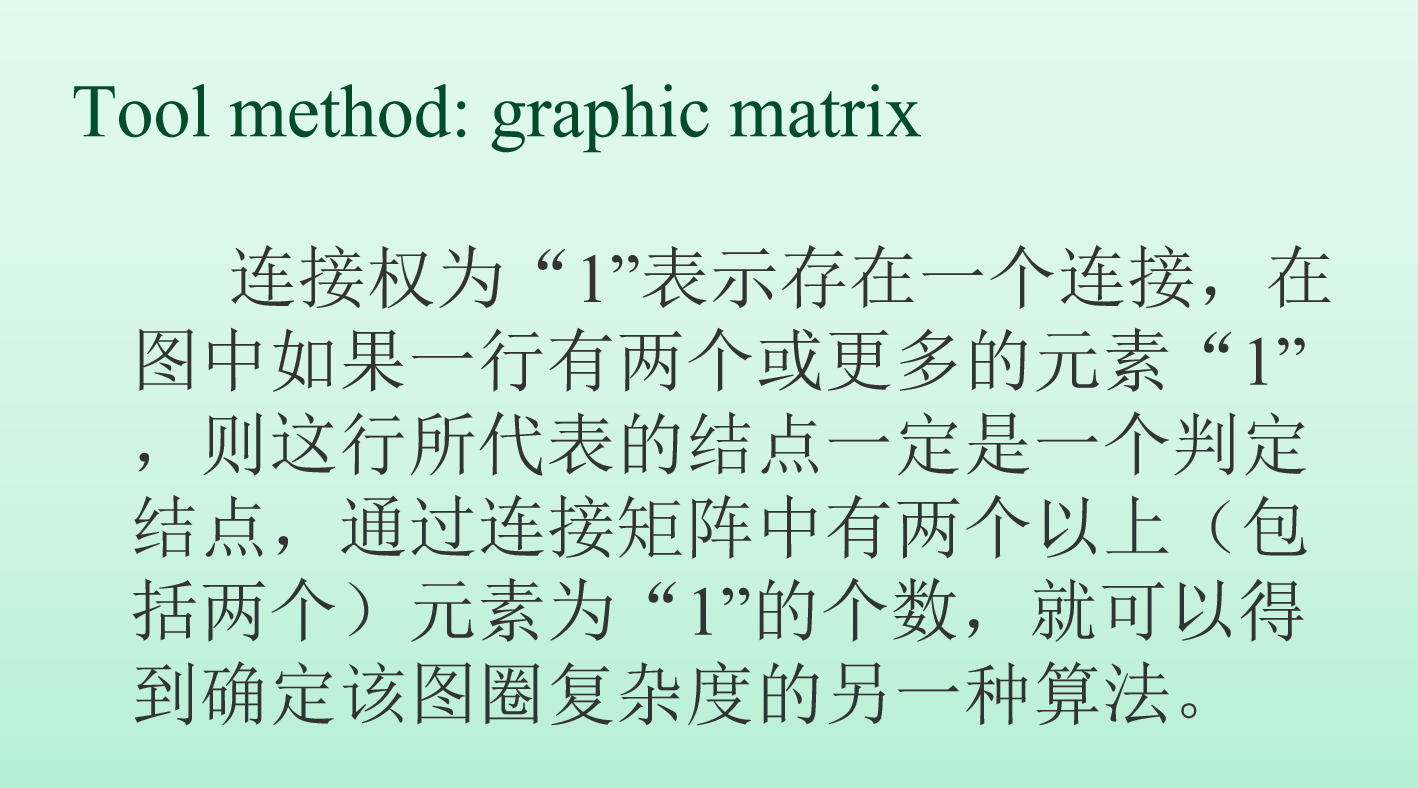 Tool method: graphic matrix
连接权为“1”表示存在一个连接，在
图中如果一行有两个或更多的元素“1”
，则这行所代表的结点一定是一个判定
结点，通过连接矩阵中有两个以上（包
括两个）元素为“1”的个数，就可以得
到确定该图圈复杂度的另一种算法。